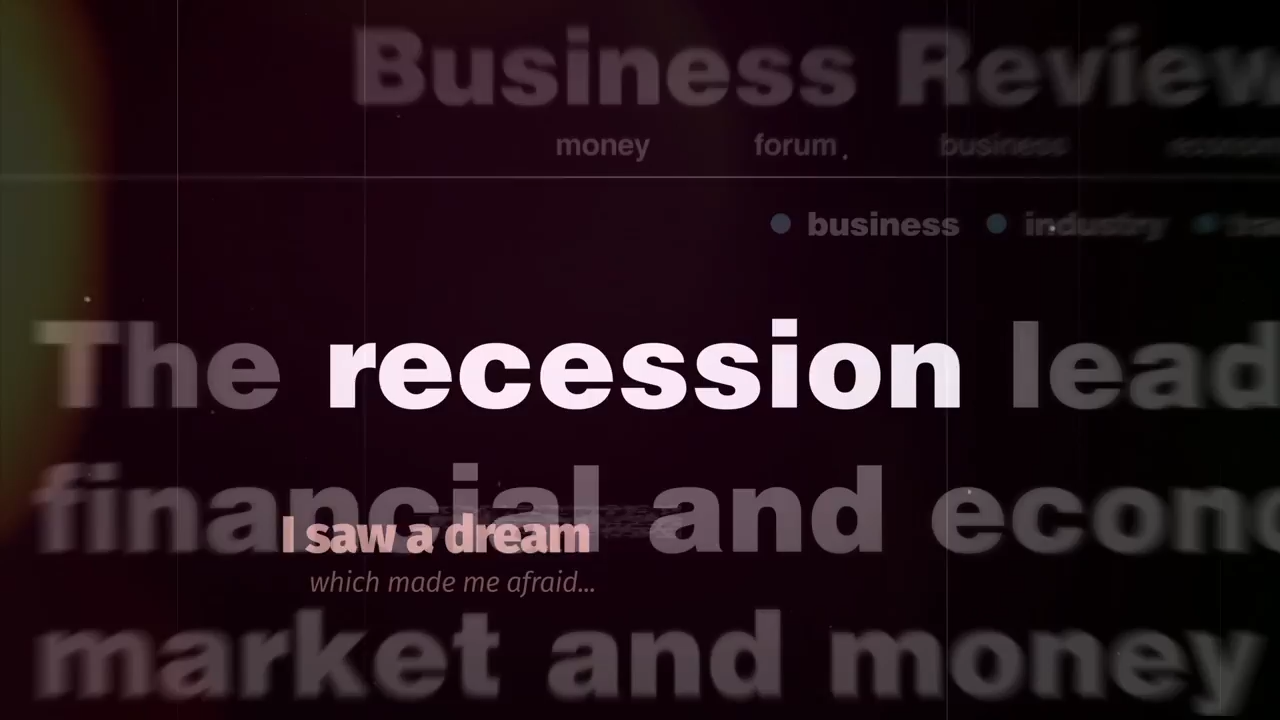 Business Review
money forum business
business industry
The recession lead
financial and econo
I saw a dream
which made me afraid...
market and money